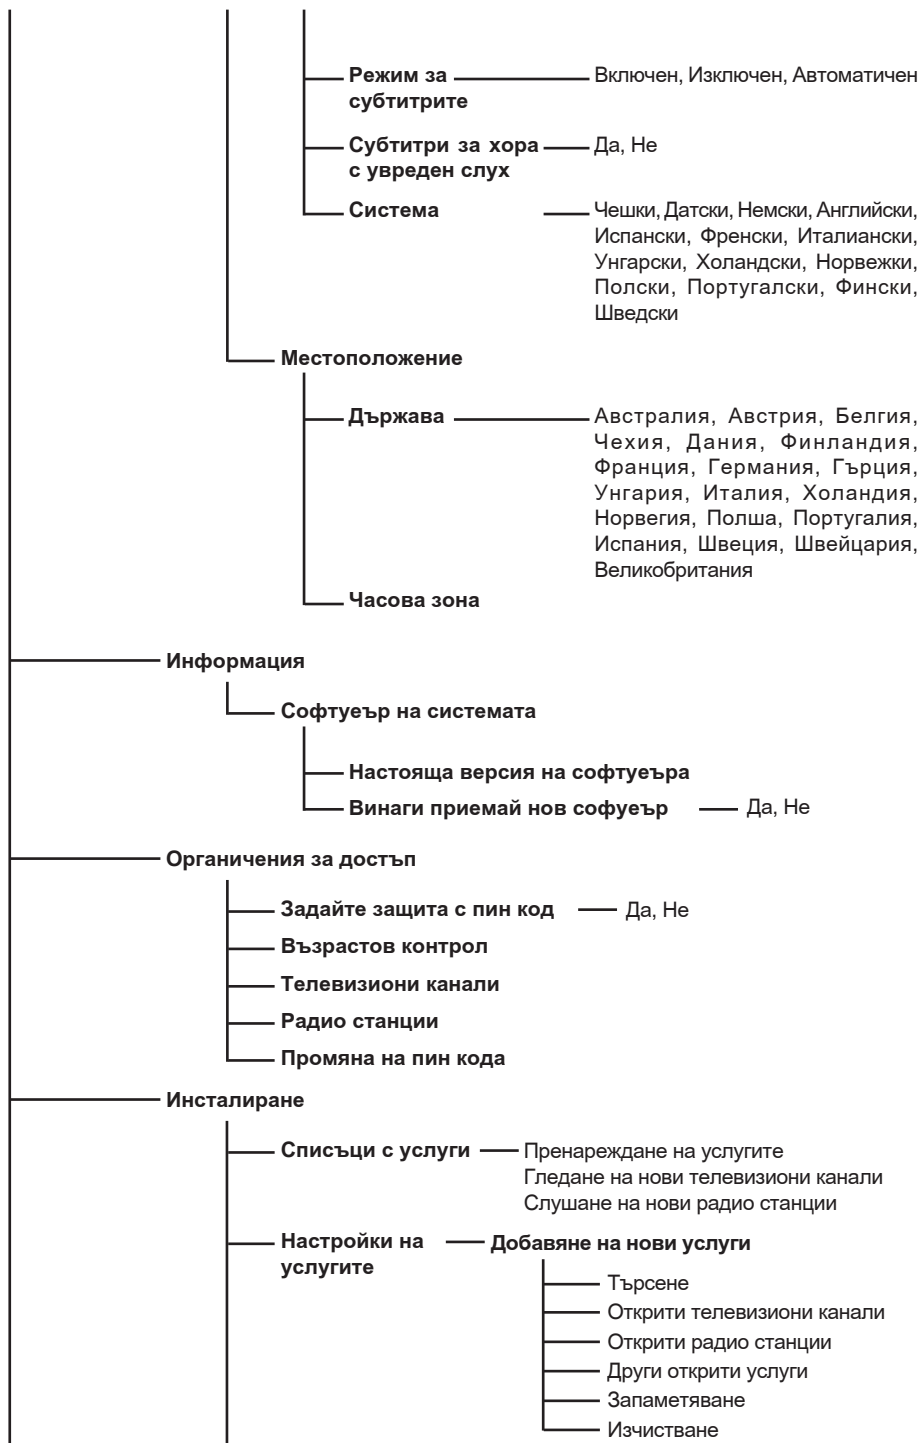 Режим за
субтитрите
Включен, Изключен, Автоматичен
Субтитри за хора
с увреден слух
Да, Не
Система
Чешки, Датски, Немски, Английски,
Испански, Френски, Италиански,
Унгарски, Холандски, Норвежки,
Полски, Португалски, Фински,
Шведски
Местоположение
Държава
Австралия, Австрия, Белгия,
Чехия, Дания, Финландия,
Франция, Германия, Гърция,
Унгария, Италия, Холандия,
Норвегия, Полша, Португалия,
Испания, Швеция, Швейцария,
Великобритания
Часова зона
Информация
Софтуеър на системата
Настояща версия на софтуеъра
Винаги приемай нов софуеър
Да, Не
Органичения за достъп
Задайте защита с пин код
Да, Не
Възрастов контрол
Телевизиони канали
Радио станции
Промяна на пин кода
Инсталиране
Списъци с услуги
Пренареждане на услугите
Гледане на нови телевизиони канали
Слушане на нови радио станции
Настройки на
услугите
Добавяне на нови услуги
Търсене
Открити телевизиони канали
Открити радио станции
Други открити услуги
Запаметяване
Изчистване